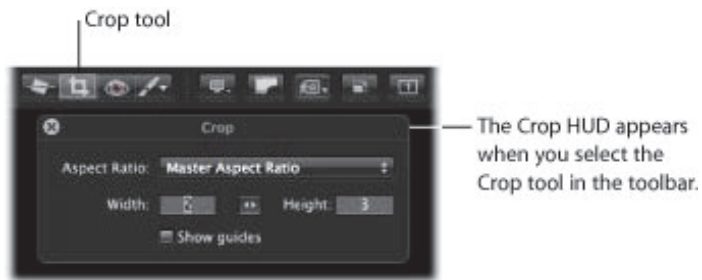 Crop tool
Crop
The Crop HUD appears
when you select the
Crop tool in the toolbar.
Aspect Ratio: Master Aspect Ratio
Width: Height: 3
Show guides